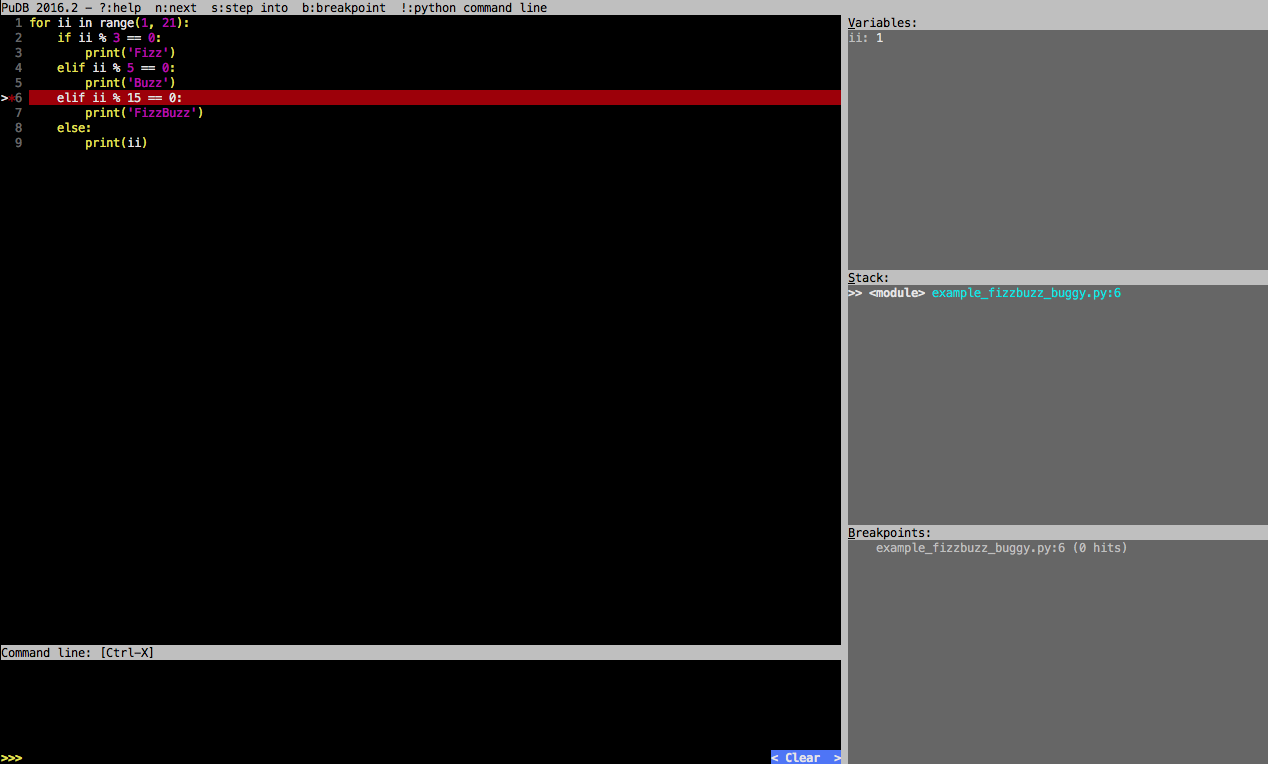 PuDB 2016.2 - ?:help  n:next  s:step into  b:breakpoint  !:python command line
1 for ii in range(1, 21):
2     if ii % 3 == 0:
3         print('Fizz')
4     elif ii % 5 == 0:
5         print('Buzz')
>*6     elif ii % 15 == 0:
7         print('FizzBuzz')
8     else:
9         print(ii)
Command line: [Ctrl-X]
>>>
< Clear >
Variables:
ii: 1
Stack:
>> <module> example_fizzbuzz_buggy.py:6
Breakpoints:
example_fizzbuzz_buggy.py:6 (0 hits)